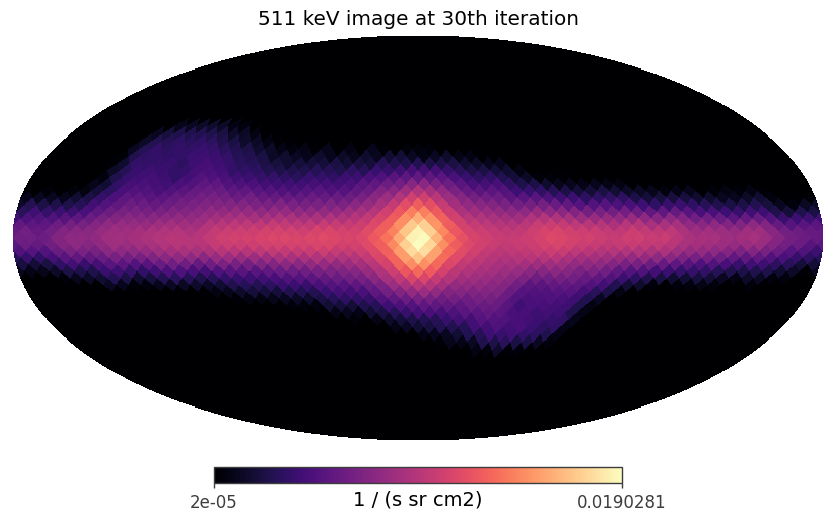 511 keV image at 30th iteration
2e-05 1 / (s sr cm2) 0.0190281